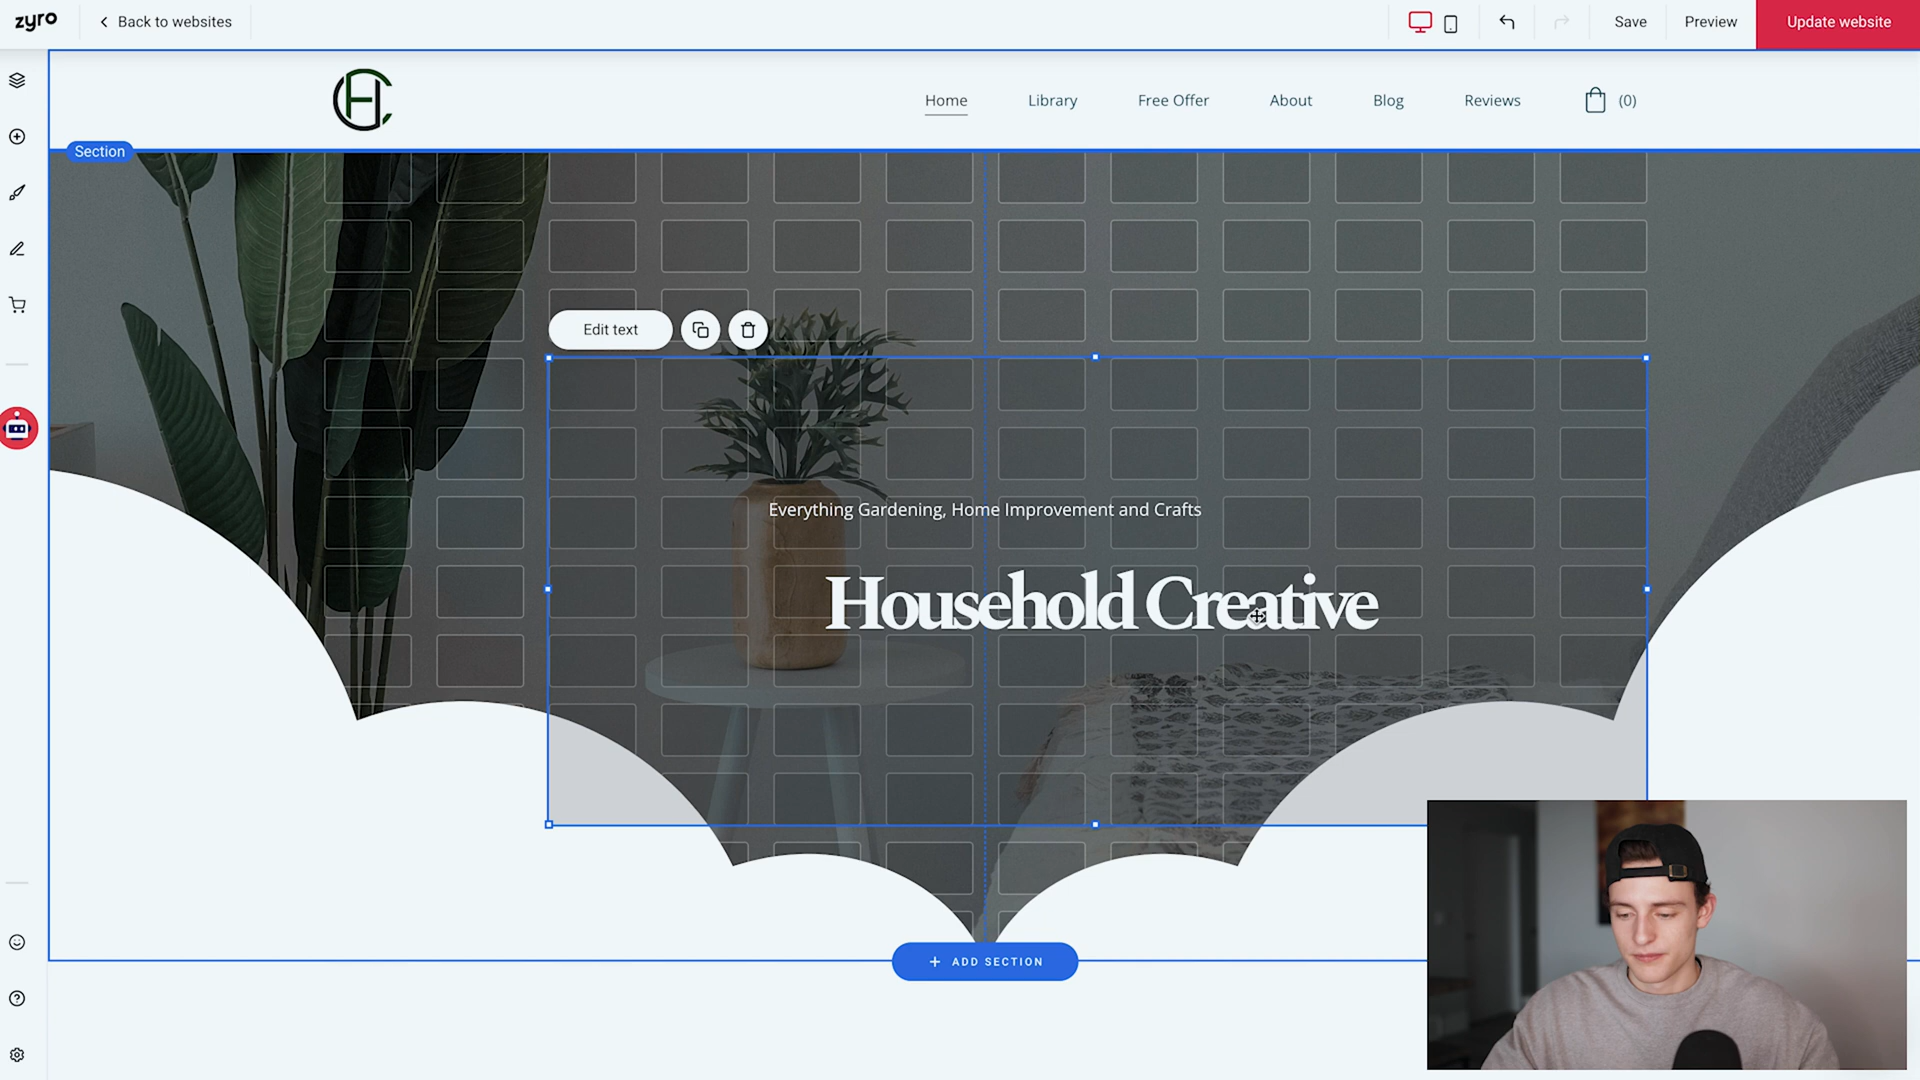 zyro
Back to websites
Save
Preview
Update website
HC
Home
Library
Free Offer
About
Blog
Reviews
(0)
Section
Edit text
Everything Gardening, Home Improvement and Crafts
Household Creative
+ ADD SECTION